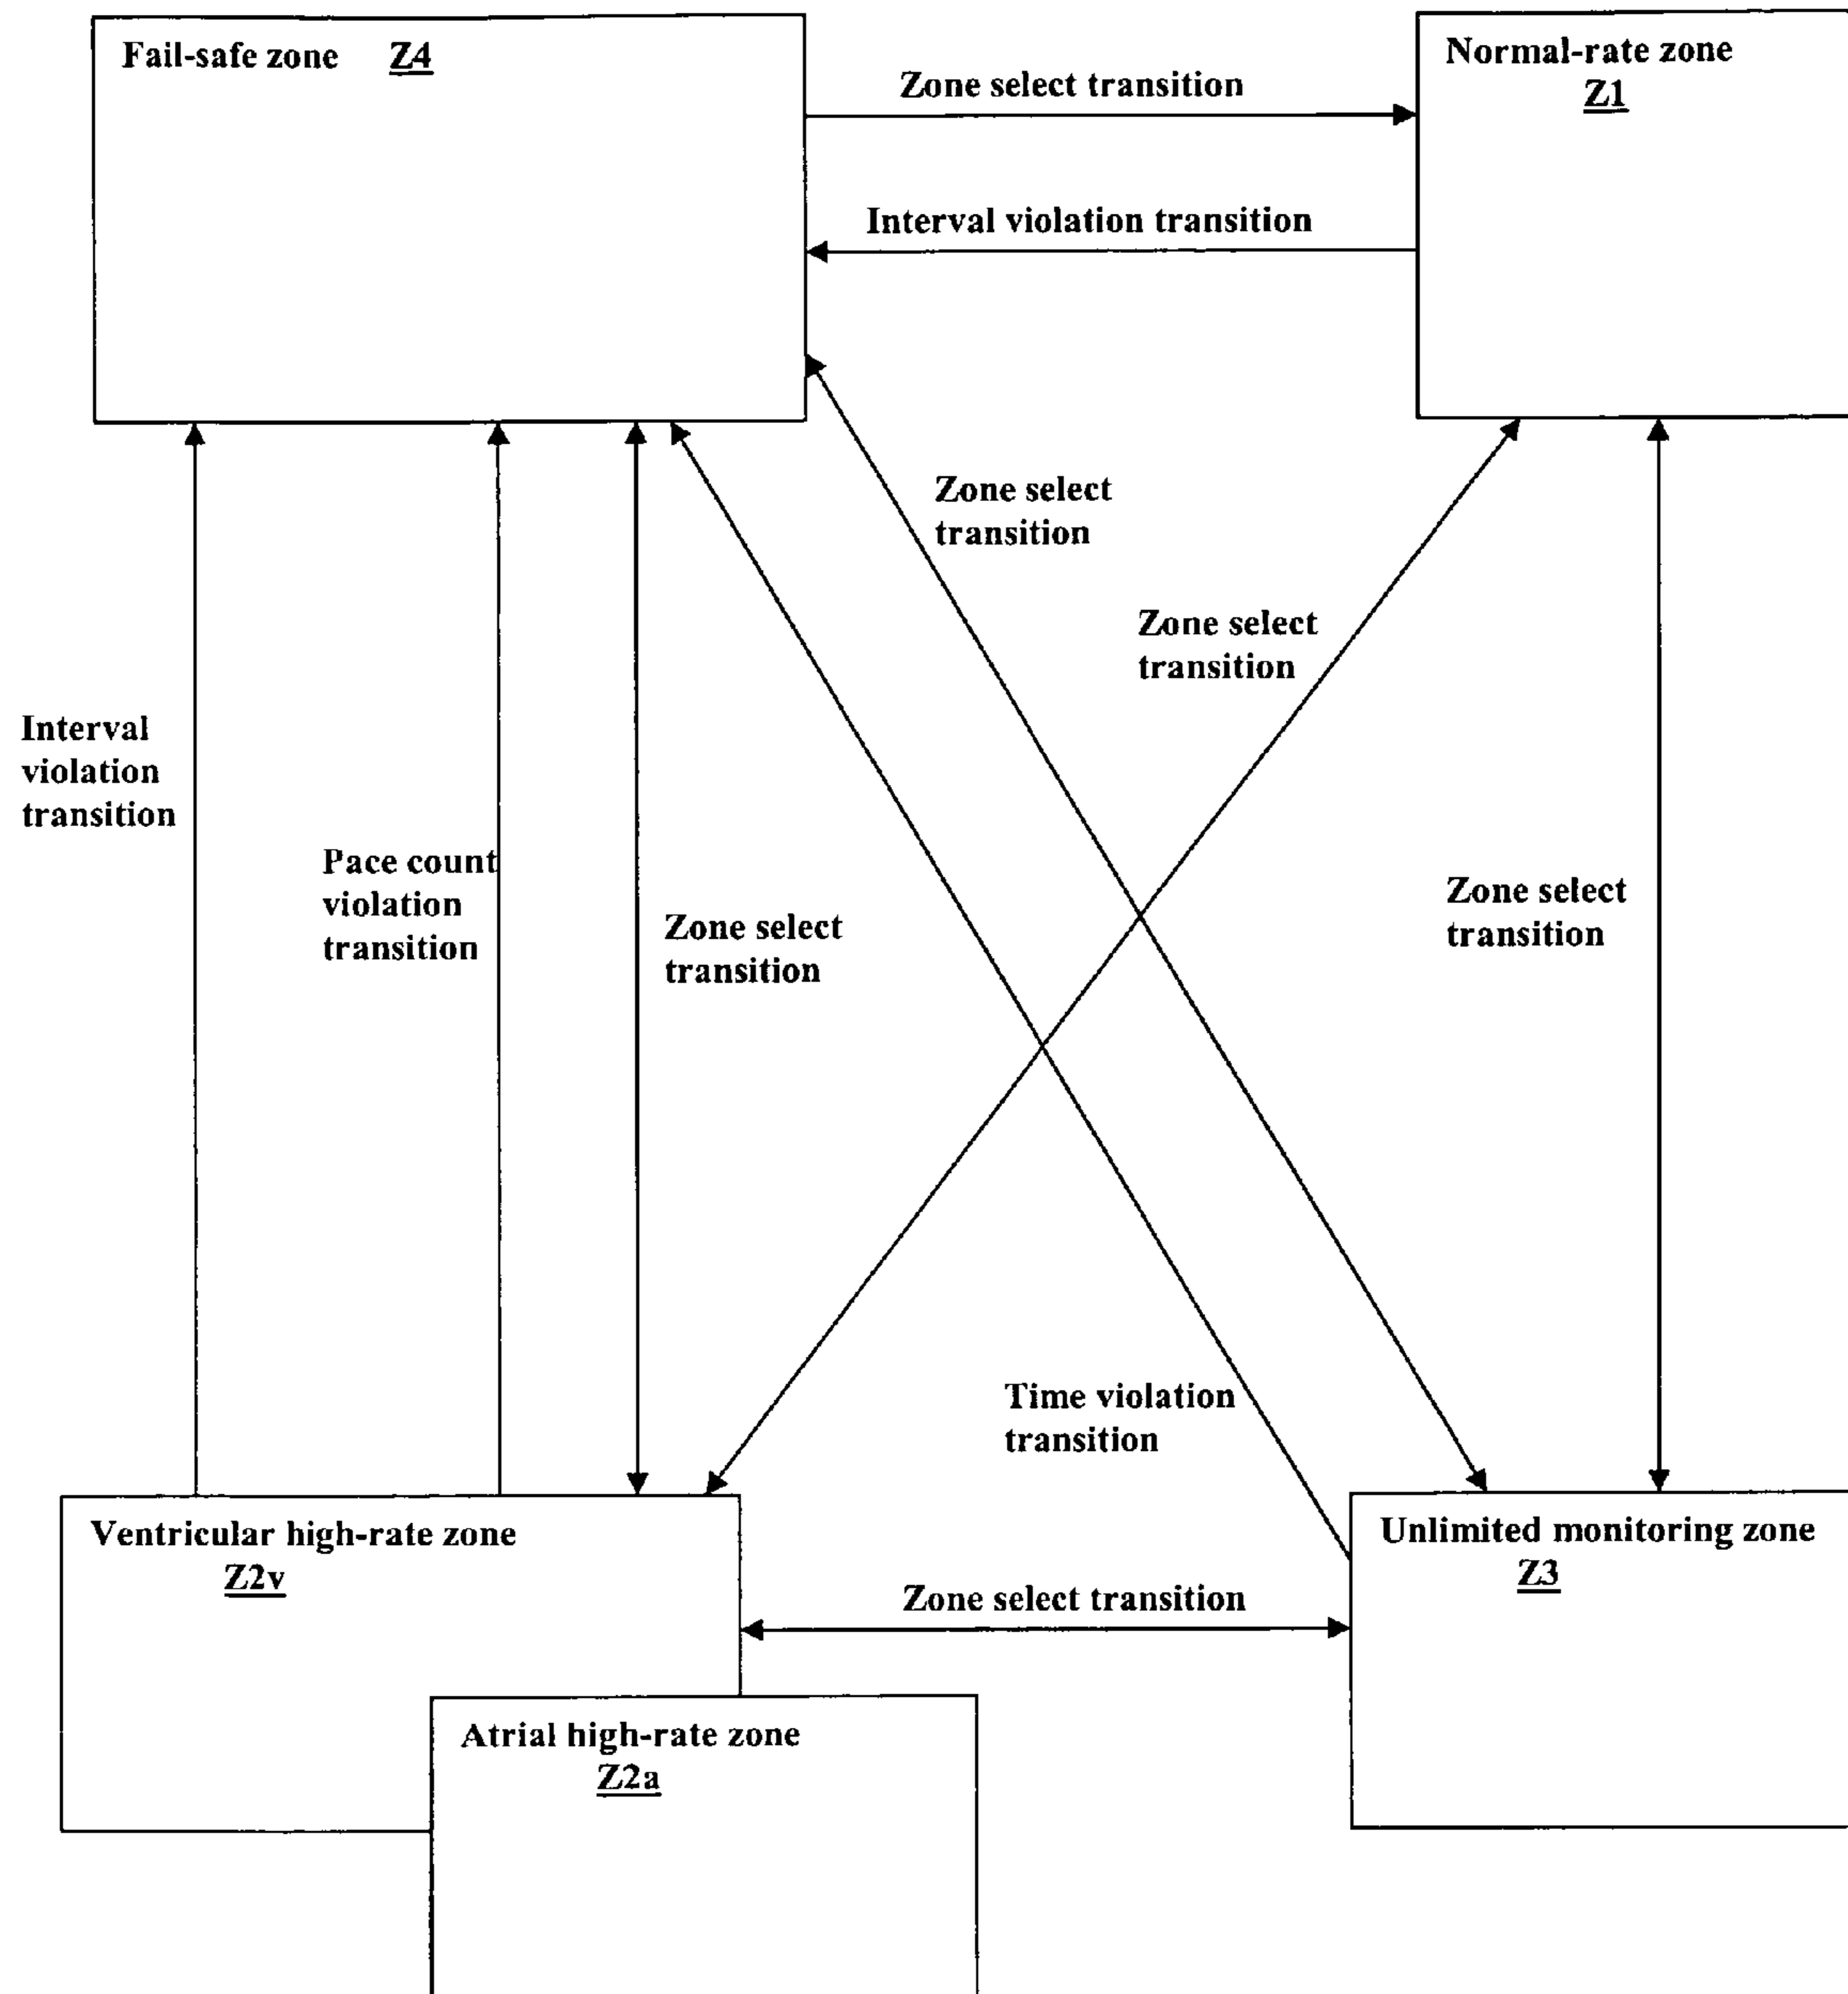 Fail-safe zone Z4
Normal-rate zone
Z1
Zone select transition
Interval violation transition
Zone select
transition
Zone select
transition
Interval
violation
transition
Pace count
violation
transition
Zone select
transition
Zone select
transition
Time violation
transition
Ventricular high-rate zone
Z2v
Unlimited monitoring zone
Z3
Zone select transition
Atrial high-rate zone
Z2a